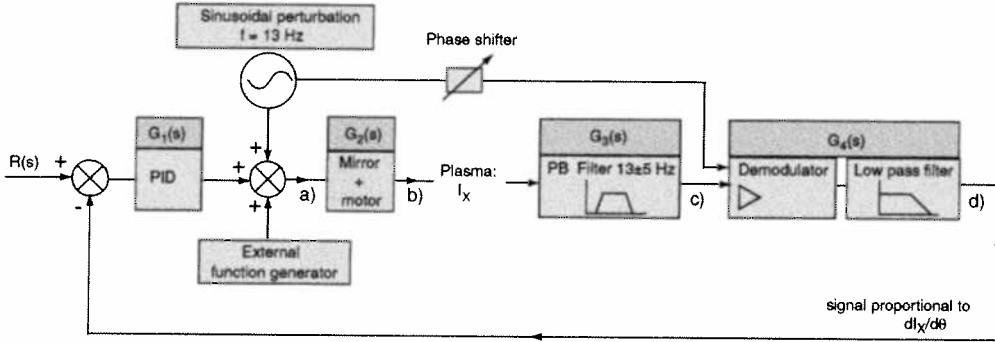 Sinusoidal perturbation
f = 13 Hz
Phase shifter
G1(s)
G2(s)
G3(s)
G4(s)
R(s)
+
-
PID
+
+
+
a)
Mirror
+
motor
b)
Plasma:
IX
PB Filter 13±5 Hz
c)
Demodulator
Low pass filter
d)
External
function generator
signal proportional to
dIX/dθ